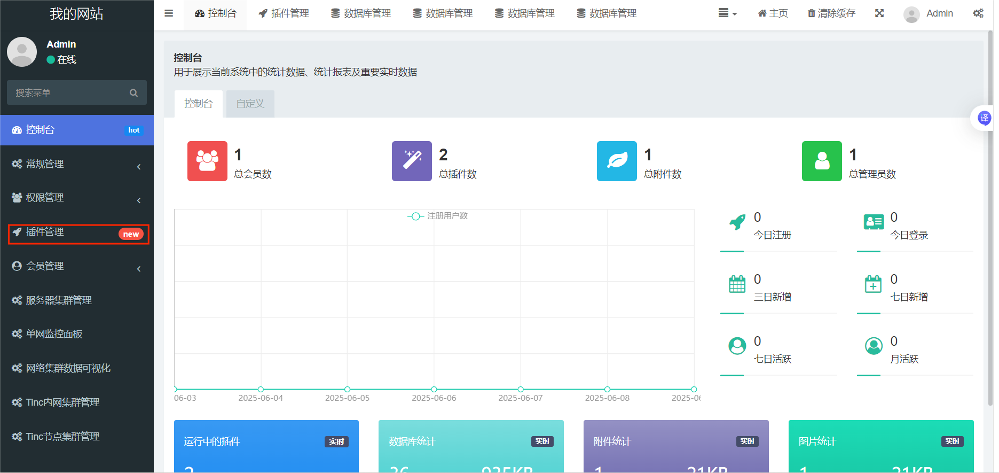 我的网站
控制台
插件管理
数据库管理
数据库管理
数据库管理
数据库管理
主页
清除缓存
Admin
Admin
在线
搜索菜单
控制台 hot
常规管理
权限管理
插件管理 new
会员管理
服务器集群管理
单网监控面板
网络集群数据可视化
Tinc内网集群管理
Tinc节点集群管理
控制台
用于展示当前系统中的统计数据、统计报表及重要实时数据
控制台 自定义
译
1
总会员数
2
总插件数
1
总附件数
1
总管理员数
注册用户数
06-03 2025-06-04 2025-06-05 2025-06-06 2025-06-07 2025-06-08 2025-06
0
今日注册
0
今日登录
0
三日新增
0
七日新增
0
七日活跃
0
月活跃
运行中的插件 实时
2
数据库统计 实时
36 935KB
附件统计 实时
1 21KB
图片统计 实时
1 21KB